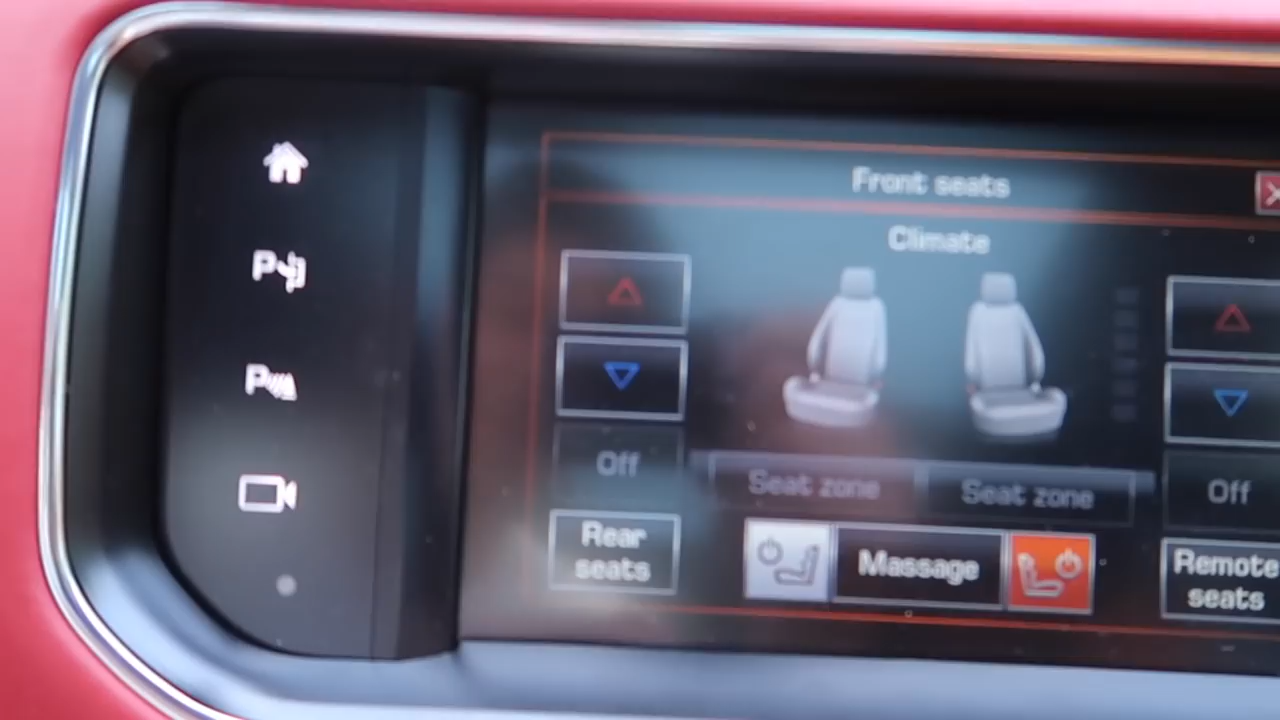 Front seats
Climate
P
P
Off
Seat zone
Seat zone
Off
Rear
seats
Massage
Remote
seats